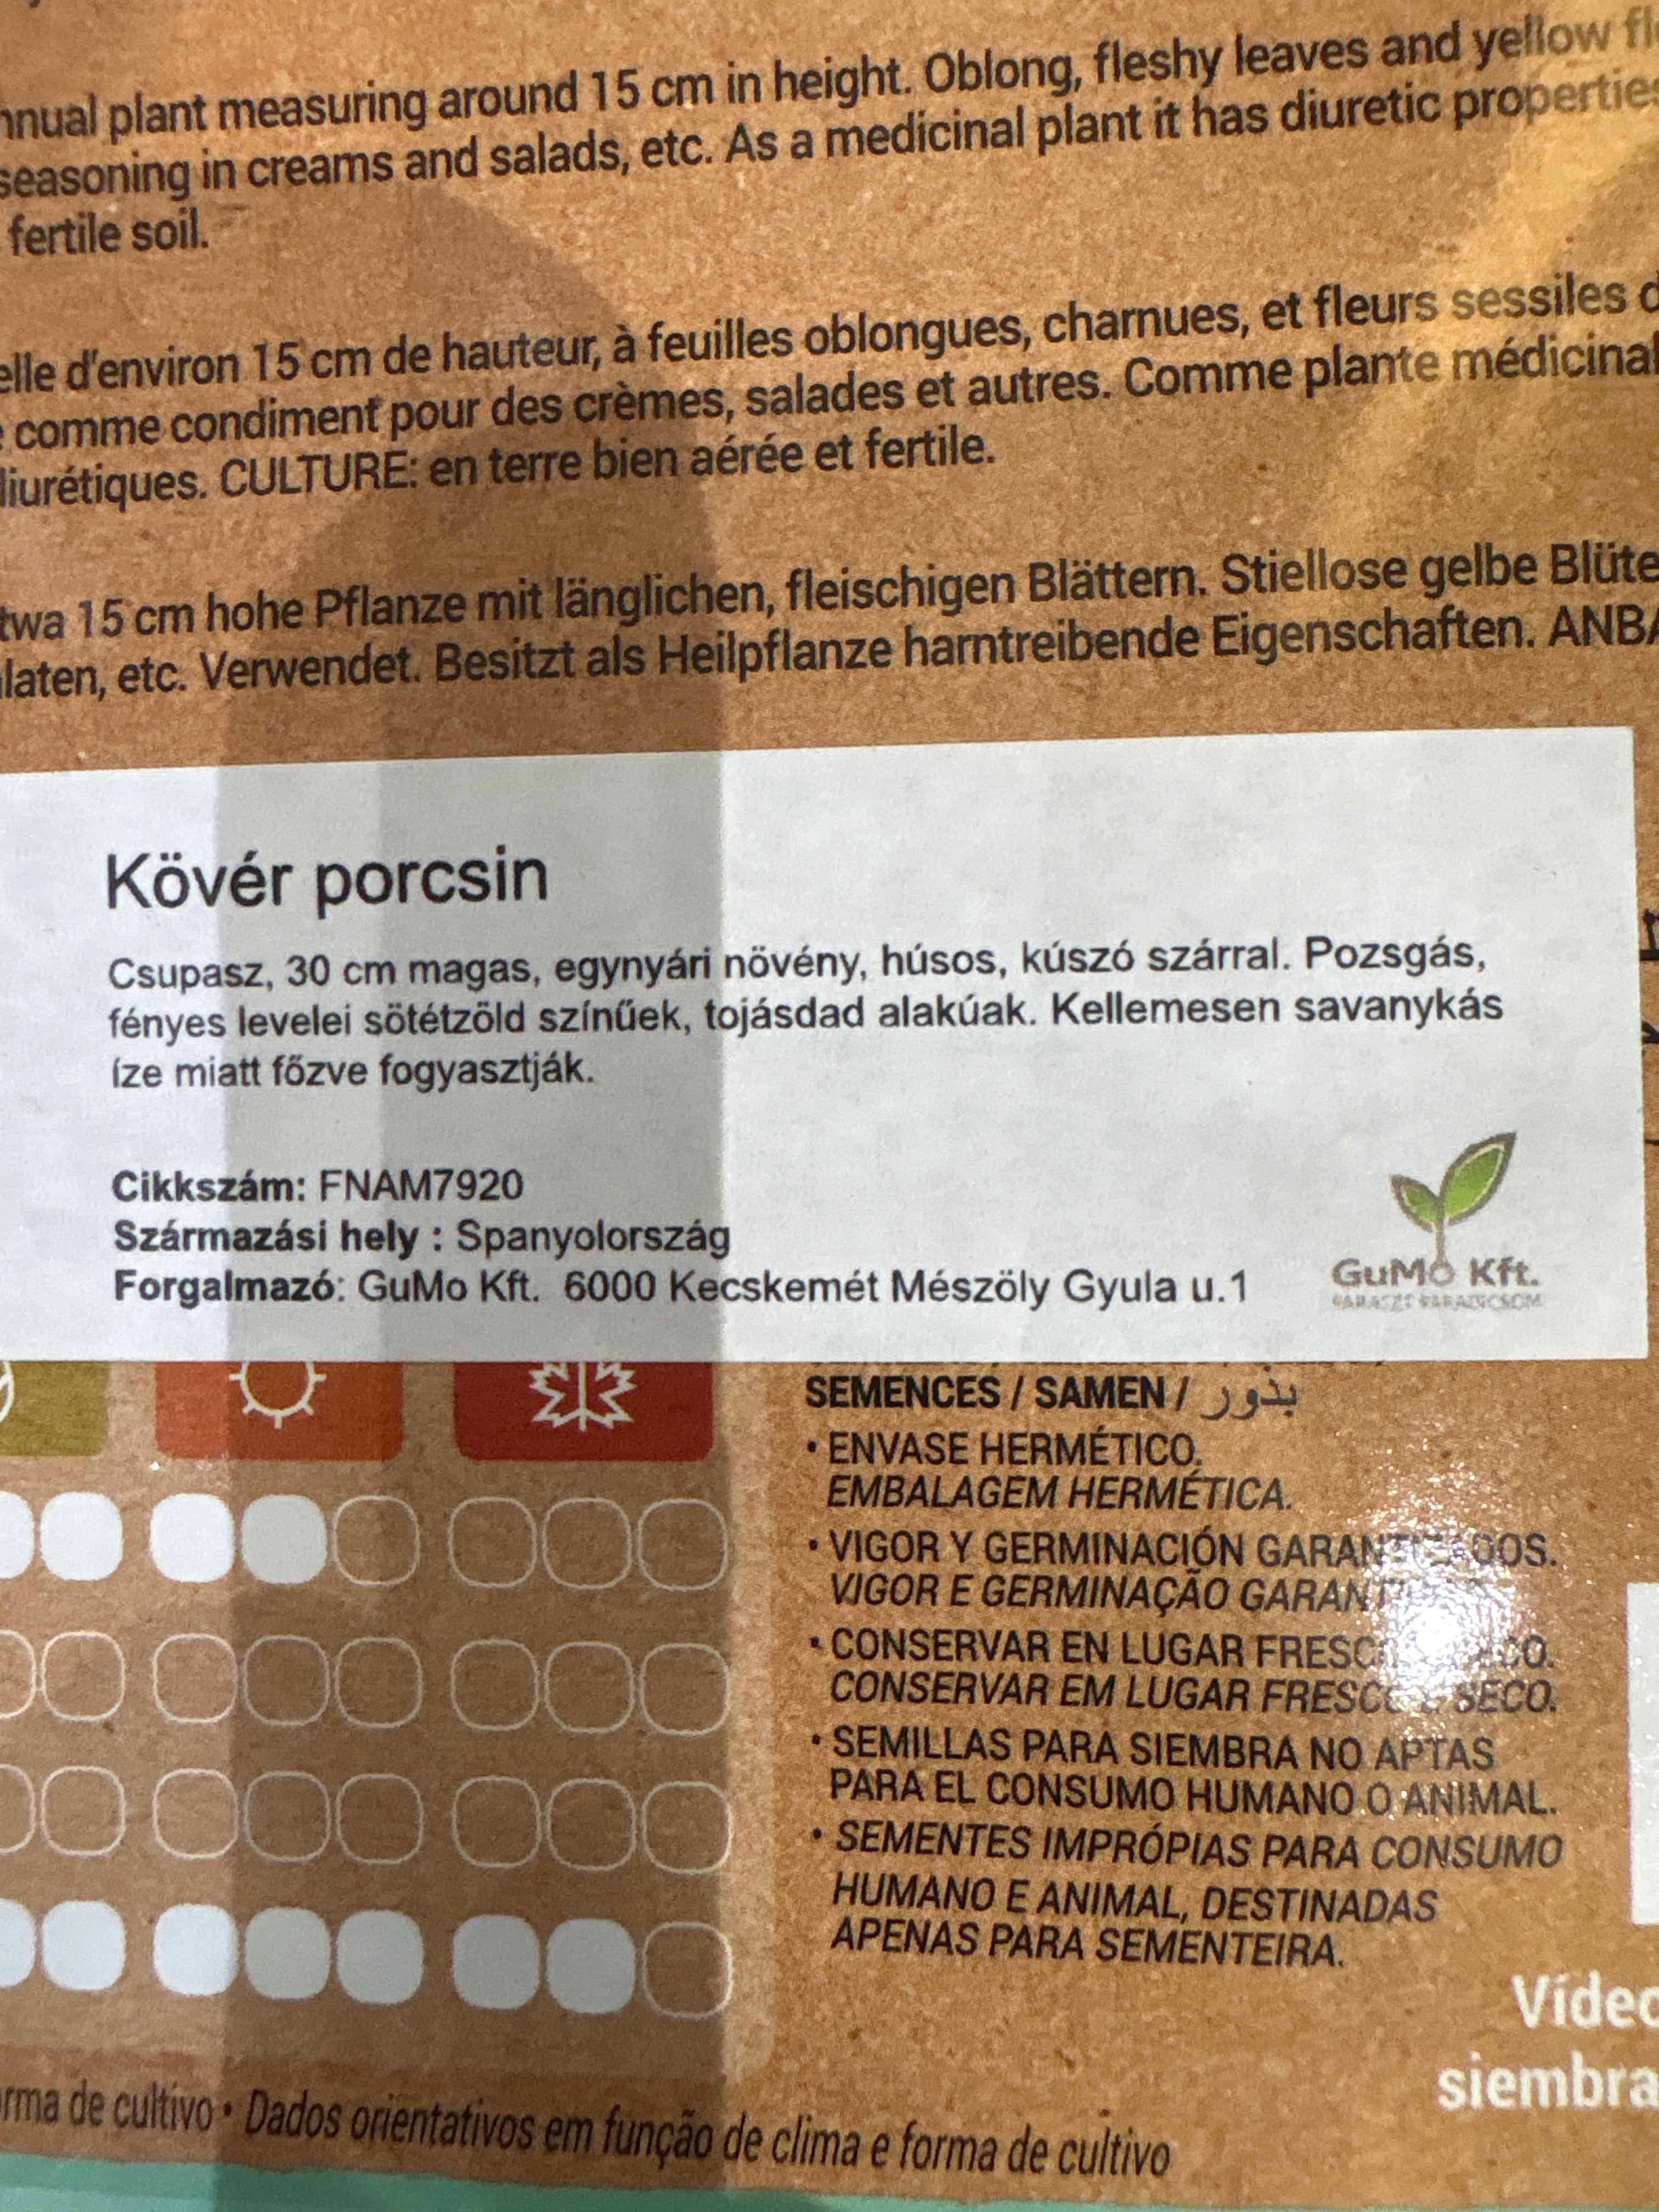 annual plant measuring around 15 cm in height. Oblong, fleshy leaves and yellow
seasoning in creams and salads, etc. As a medicinal plant it has diuretic properties
fertile soil.
elle d'environ 15 cm de hauteur, à feuilles oblongues, charnues, et fleurs sessiles d
comme condiment pour des crèmes, salades et autres. Comme plante médicinal
diurétiques. CULTURE: en terre bien aérée et fertile.
twa 15 cm hohe Pflanze mit länglichen, fleischigen Blättern. Stiellose gelbe Blüte
laten, etc. Verwendet. Besitzt als Heilpflanze harntreibende Eigenschaften. ANBA
Kövér porcsin
Csupasz, 30 cm magas, egynyári növény, húsos, kúszó szárral. Pozsgás,
fényes levelei sötétzöld színűek, tojásdad alakúak. Kellemesen savanykás
íze miatt főzve fogyasztják.
Cikkszám: FNAM7920
Származási hely : Spanyolország
Forgalmazó: GuMo Kft. 6000 Kecskemét Mészöly Gyula u.1
GuMo Kft.
SEMENCES / SAMEN / بذور
• ENVASE HERMÉTICO.
EMBALAGEM HERMÉTICA.
• VIGOR Y GERMINACIÓN
VIGOR E GERMINAÇÃO
• CONSERVAR EN LUGAR
CONSERVAR EM LUGAR FRESCO E SECO.
• SEMILLAS PARA SIEMBRA NO APTAS
PARA EL CONSUMO HUMANO O ANIMAL.
• SEMENTES IMPRÓPIAS PARA CONSUMO
HUMANO E ANIMAL, DESTINADAS
APENAS PARA SEMENTEIRA.
Vídeo
siembra
rma de cultivo • Dados orientativos em função de clima e forma de cultivo